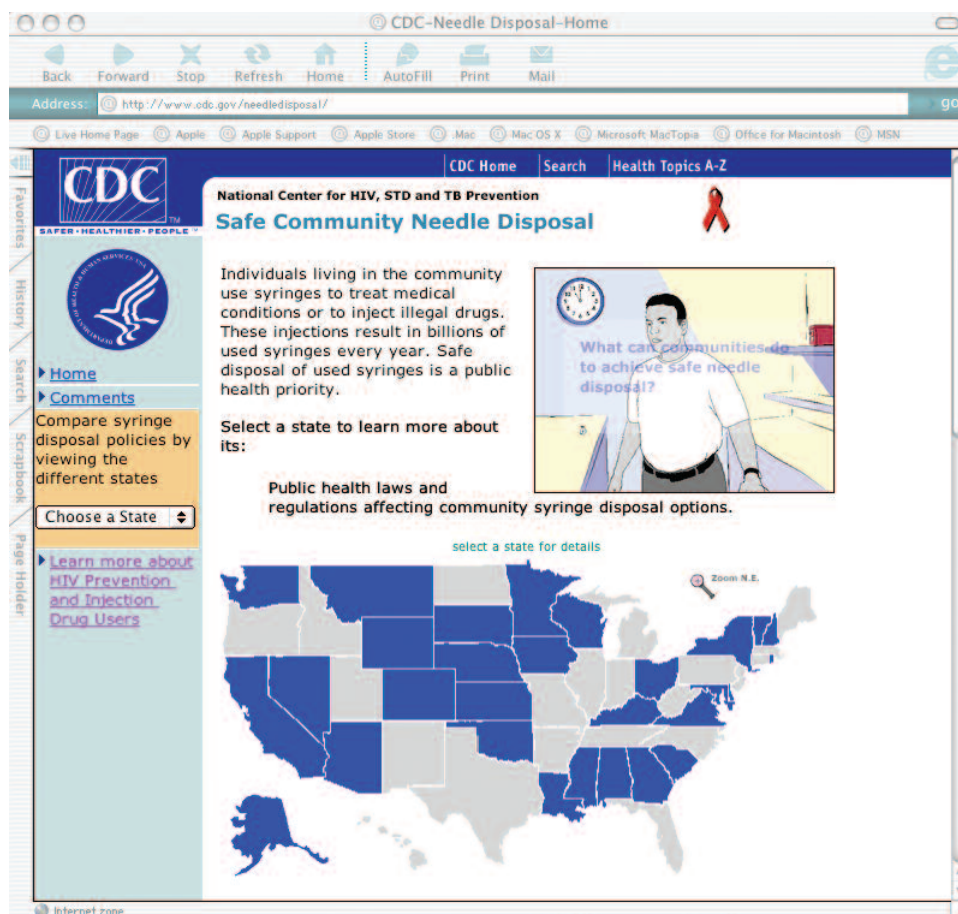 CDC-Needle Disposal-Home
Back Forward Stop Refresh Home AutoFill Print Mail
Address: http://www.cdc.gov/needledisposal/ go
Live Home Page Apple Apple Support Apple Store .Mac Mac OS X Microsoft MacTopia Office for Macintosh MSN
Favorites
History
Search
Scrapbook
Page Holder
CDC Home Search Health Topics A-Z
CDC
TM
SAFER • HEALTHIER • PEOPLE
National Center for HIV, STD and TB Prevention
Safe Community Needle Disposal
DEPARTMENT OF HEALTH & HUMAN SERVICES • USA
Home
Comments
Compare syringe
disposal policies by
viewing the
different states
Choose a State
Learn more about
HIV Prevention
and Injection
Drug Users
Individuals living in the community
use syringes to treat medical
conditions or to inject illegal drugs.
These injections result in billions of
used syringes every year. Safe
disposal of used syringes is a public
health priority.
Select a state to learn more about
its:
Public health laws and
regulations affecting community syringe disposal options.
What can communities do
to achieve safe needle
disposal?
select a state for details
Zoom N.E.
Internet zone